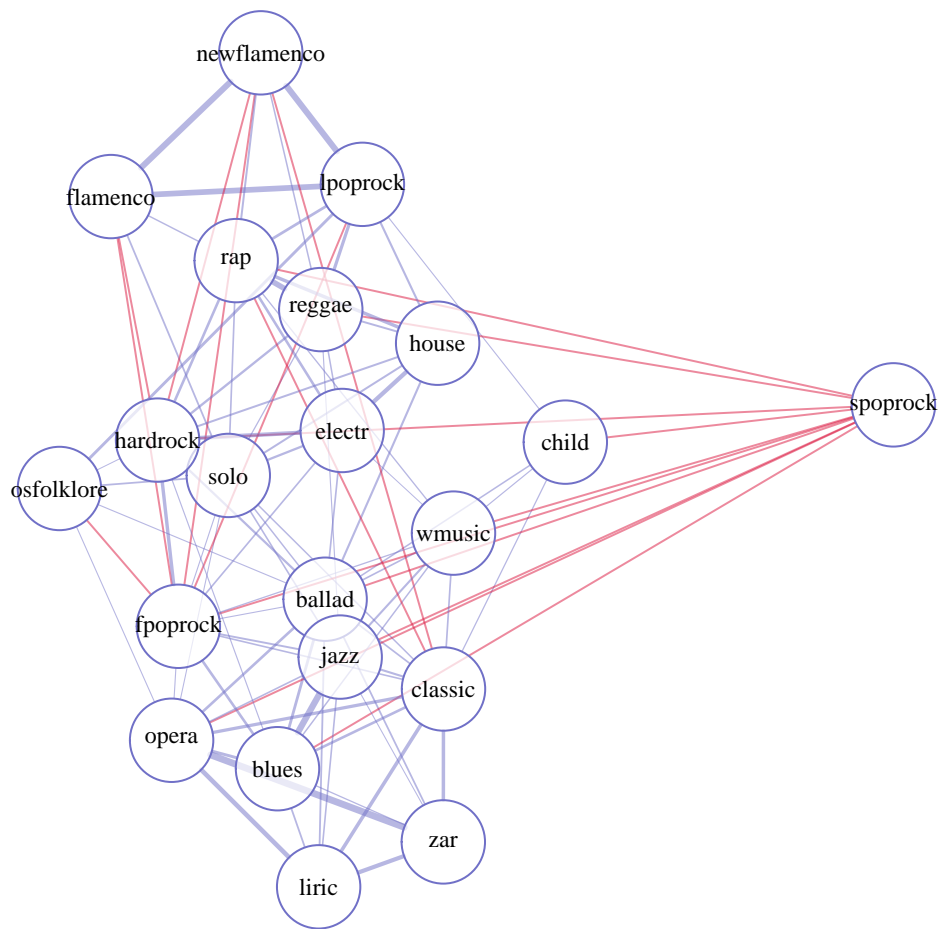 newflamenco
lpoprock
flamenco
rap
reggae
house
spoprock
electr
hardrock
child
solo
osfolklore
wmusic
ballad
fpoprock
jazz
classic
opera
blues
zar
liric